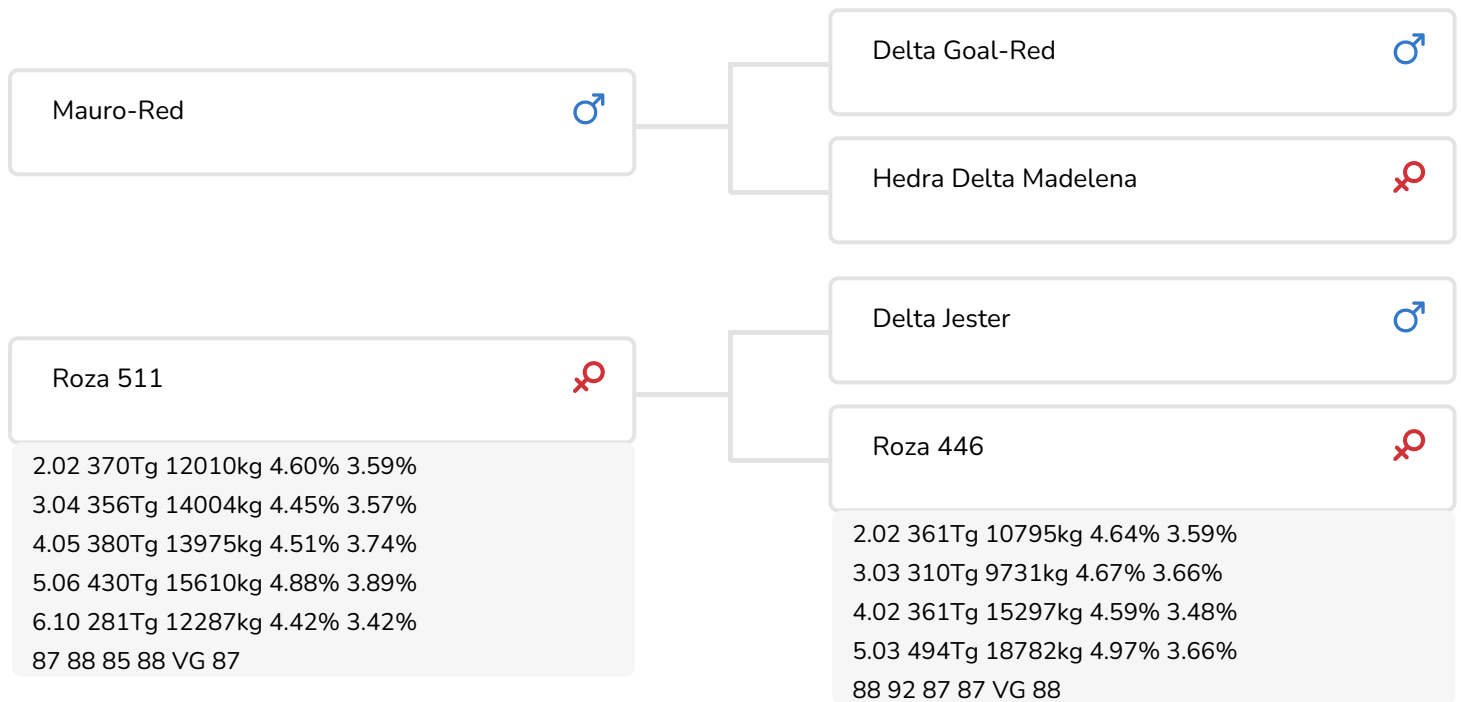 Mauro-Red
Delta Goal-Red
Hedra Delta Madelena
Roza 511
2.02 370Tg 12010kg 4.60% 3.59%
3.04 356Tg 14004kg 4.45% 3.57%
4.05 380Tg 13975kg 4.51% 3.74%
5.06 430Tg 15610kg 4.88% 3.89%
6.10 281Tg 12287kg 4.42% 3.42%
87 88 85 88 VG 87
Delta Jester
Roza 446
2.02 361Tg 10795kg 4.64% 3.59%
3.03 310Tg 9731kg 4.67% 3.66%
4.02 361Tg 15297kg 4.59% 3.48%
5.03 494Tg 18782kg 4.97% 3.66%
88 92 87 87 VG 88